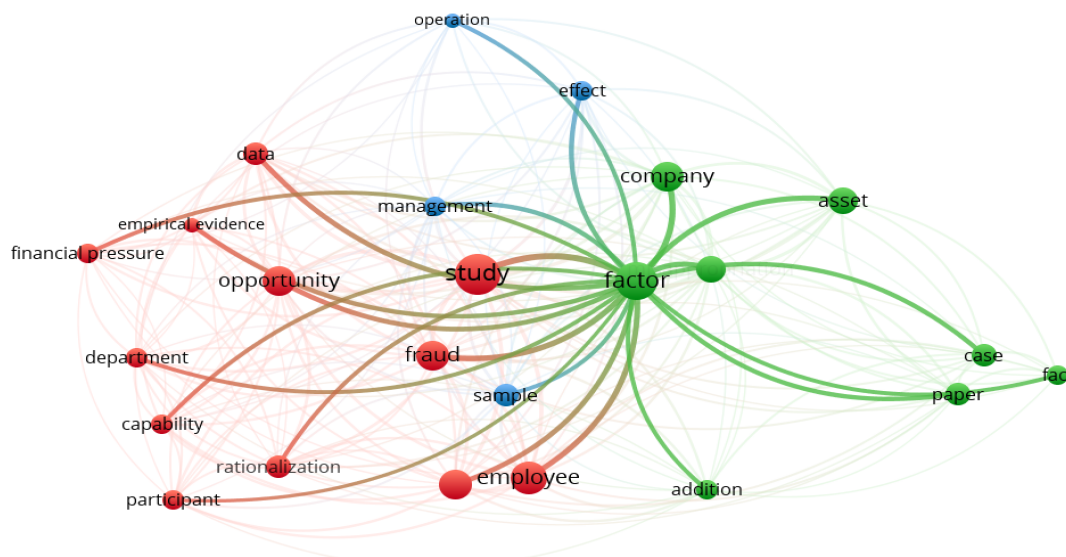 operation
effect
data
company
asset
management
empirical evidence
financial pressure
opportunity
study
factor
fraud
department
case
fac
paper
sample
capability
rationalization
employee
addition
participant